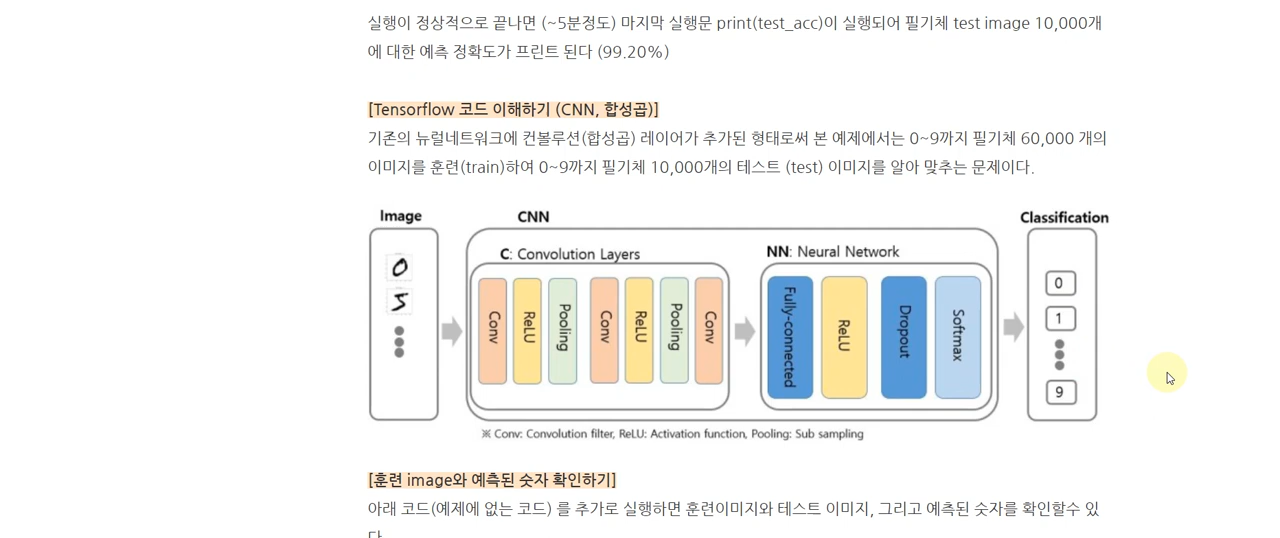 실행이 정상적으로 끝나면 (~5분정도) 마지막 실행문 print(test_acc)이 실행되어 필기체 test image 10,000개
에 대한 예측 정확도가 프린트 된다 (99.20%)
[Tensorflow 코드 이해하기 (CNN, 합성곱)]
기존의 뉴럴네트워크에 컨볼루션(합성곱) 레이어가 추가된 형태로써 본 예제에서는 0~9까지 필기체 60,000 개의
이미지를 훈련(train)하여 0~9까지 필기체 10,000개의 테스트 (test) 이미지를 알아 맞추는 문제이다.
Image
CNN
Classification
C: Convolution Layers
NN: Neural Network
0
5
Conv
ReLU
Pooling
Conv
ReLU
Pooling
Conv
Fully-connected
ReLU
Dropout
Softmax
0
1
9
※ Conv: Convolution filter, ReLU: Activation function, Pooling: Sub sampling
[훈련 image와 예측된 숫자 확인하기]
아래 코드(예제에 없는 코드) 를 추가로 실행하면 훈련이미지와 테스트 이미지, 그리고 예측된 숫자를 확인할수 있
다